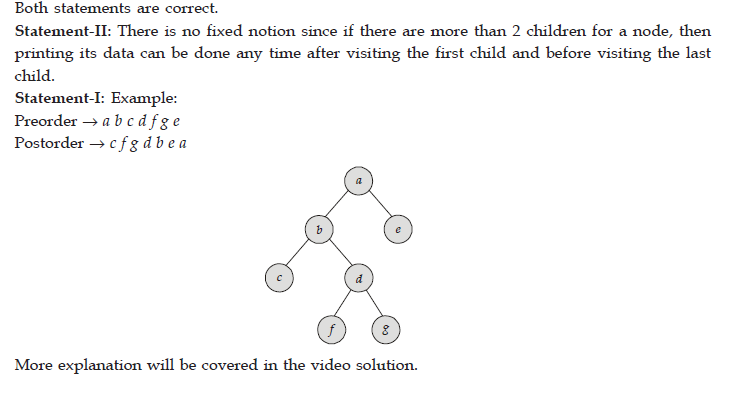 Both statements are correct.
Statement-II: There is no fixed notion since if there are more than 2 children for a node, then
printing its data can be done any time after visiting the first child and before visiting the last
child.
Statement-I: Example:
Preorder → a b c d f g e
Postorder → c f g d b e a
a
b
e
c
d
f
g
More explanation will be covered in the video solution.